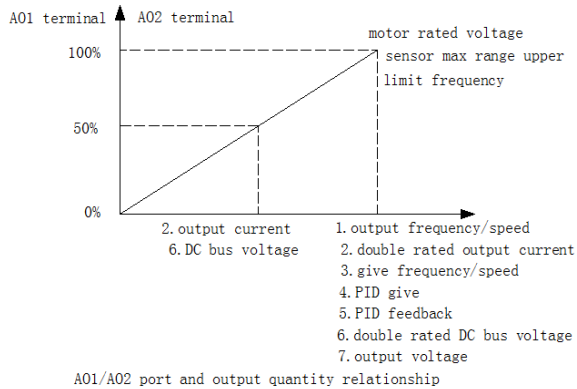 A01 terminal A02 terminal
motor rated voltage
100% sensor max range upper
limit frequency
50%
0%
2. output current 1. output frequency/speed
6. DC bus voltage 2. double rated output current
3. give frequency/speed
4. PID give
5. PID feedback
6. double rated DC bus voltage
7. output voltage
A01/A02 port and output quantity relationship